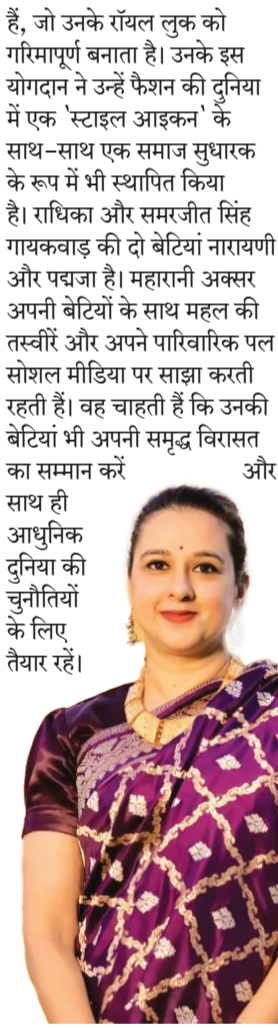 हैं, जो उनके रॉयल लुक को
गरिमापूर्ण बनाता है। उनके इस
योगदान ने उन्हें फैशन की दुनिया
में एक 'स्टाइल आइकन' के
साथ-साथ एक समाज सुधारक
के रूप में भी स्थापित किया
है। राधिका और समरजीत सिंह
गायकवाड़ की दो बेटियां नारायणी
और पद्मजा है। महारानी अक्सर
अपनी बेटियों के साथ महल की
तस्वीरें और अपने पारिवारिक पल
सोशल मीडिया पर साझा करती
रहती हैं। वह चाहती हैं कि उनकी
बेटियां भी अपनी समृद्ध विरासत
का सम्मान करें और
साथ ही
आधुनिक
दुनिया की
चुनौतियों
के लिए
तैयार रहें।